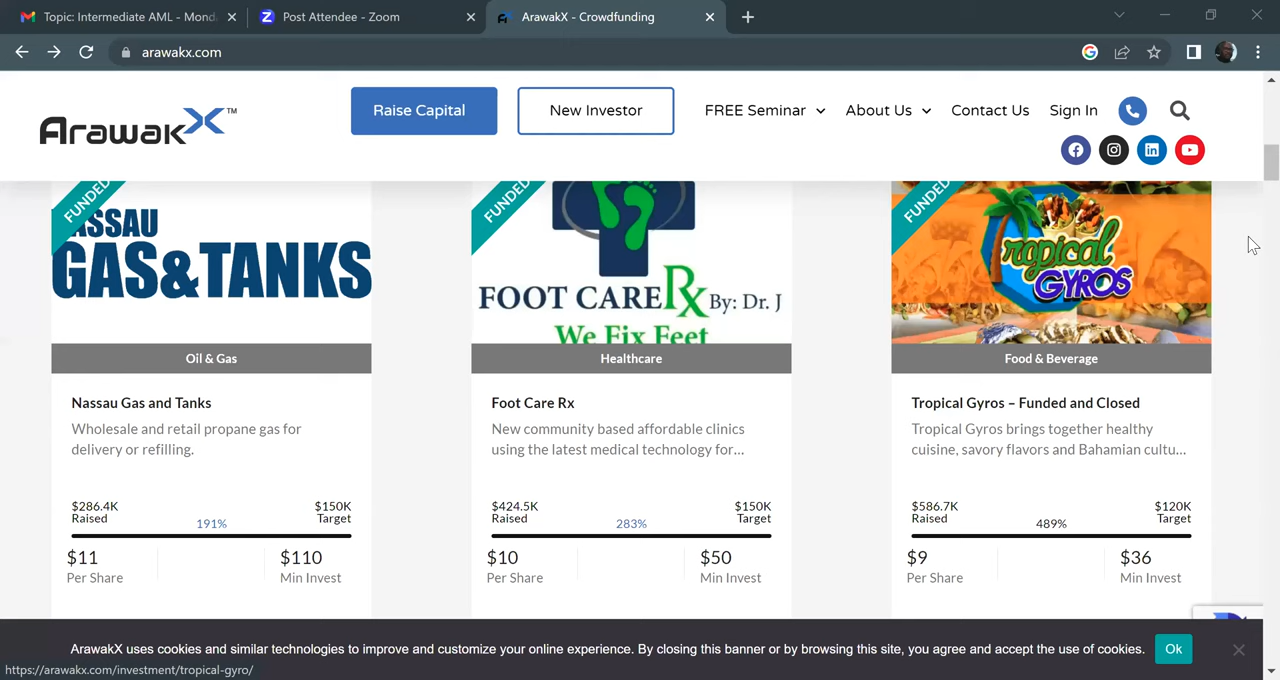 Topic: Intermediate AML - Mond
Post Attendee - Zoom
ArawakX - Crowdfunding
arawakx.com
ArawakX™
Raise Capital
New Investor
FREE Seminar
About Us
Contact Us
Sign In
FUNDED
NASSAU
GAS&TANKS
Oil & Gas
Nassau Gas and Tanks
Wholesale and retail propane gas for
delivery or refilling.
$286.4K
Raised
191%
$150K
Target
$11
Per Share
$110
Min Invest
FUNDED
FOOT CARE Rx By: Dr. J
We Fix Feet
Healthcare
Foot Care Rx
New community based affordable clinics
using the latest medical technology for...
$424.5K
Raised
283%
$150K
Target
$10
Per Share
$50
Min Invest
FUNDED
Tropical
GYROS
Food & Beverage
Tropical Gyros – Funded and Closed
Tropical Gyros brings together healthy
cuisine, savory flavors and Bahamian cultu...
$586.7K
Raised
489%
$120K
Target
$9
Per Share
$36
Min Invest
ArawakX uses cookies and similar technologies to improve and customize your online experience. By closing this banner or by browsing this site, you agree and accept the use of cookies.
Ok
https://arawakx.com/investment/tropical-gyro/